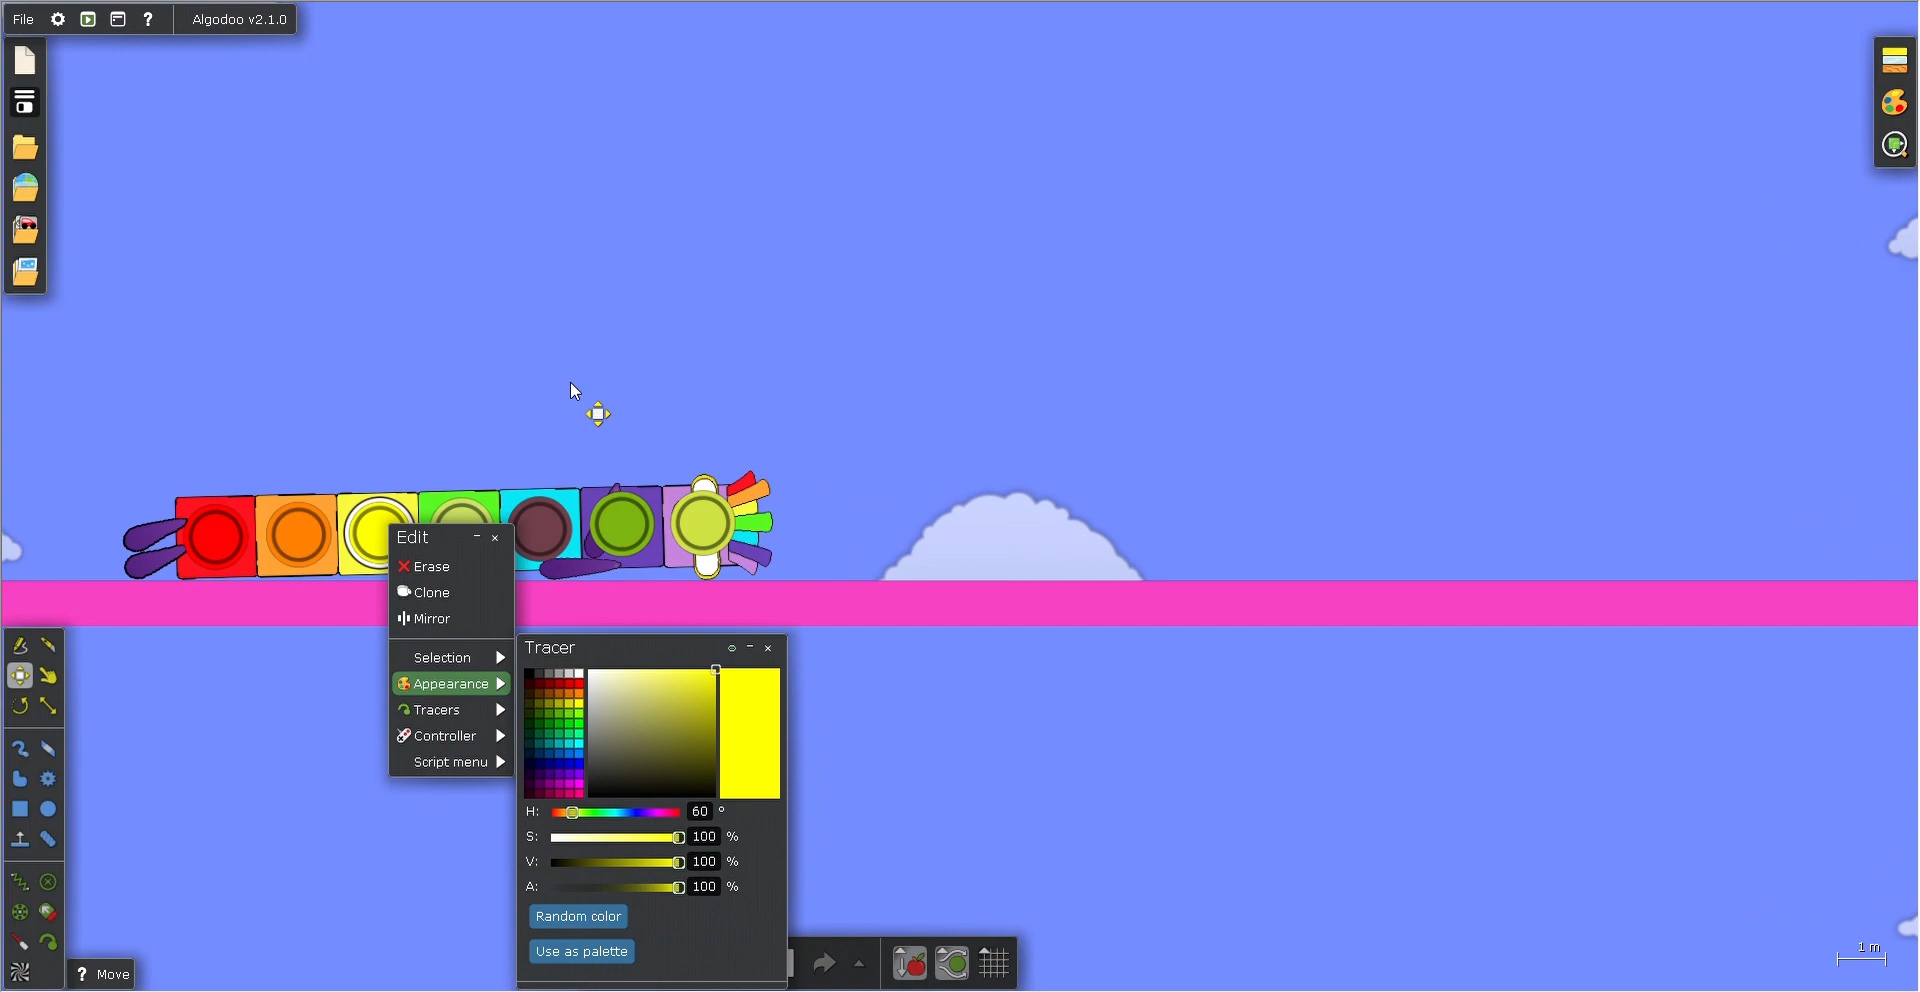 File ? Algodoo v2.1.0
Edit
Erase
Clone
Mirror
Selection
Appearance
Tracers
Controller
Script menu
Tracer
H: 60 °
S: 100 %
V: 100 %
A: 100 %
Random color
Use as palette
? Move
1 m